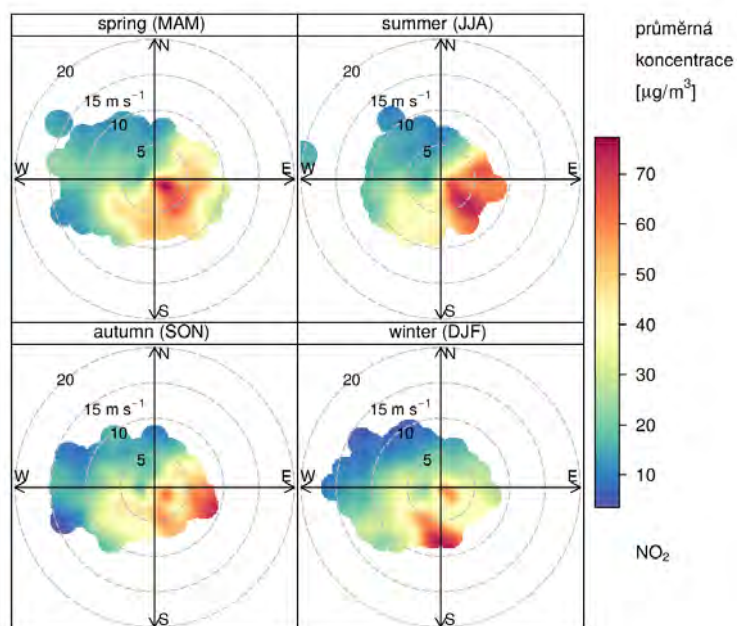 spring (MAM)
summer (JJA)
N
20
15 m s⁻¹
10
5
W
E
S
N
20
15 m s⁻¹
10
5
W
E
S
autumn (SON)
winter (DJF)
N
20
15 m s⁻¹
10
5
W
E
S
N
20
15 m s⁻¹
10
5
W
E
S
průměrná
koncentrace
[µg/m³]
70
60
50
40
30
20
10
NO₂